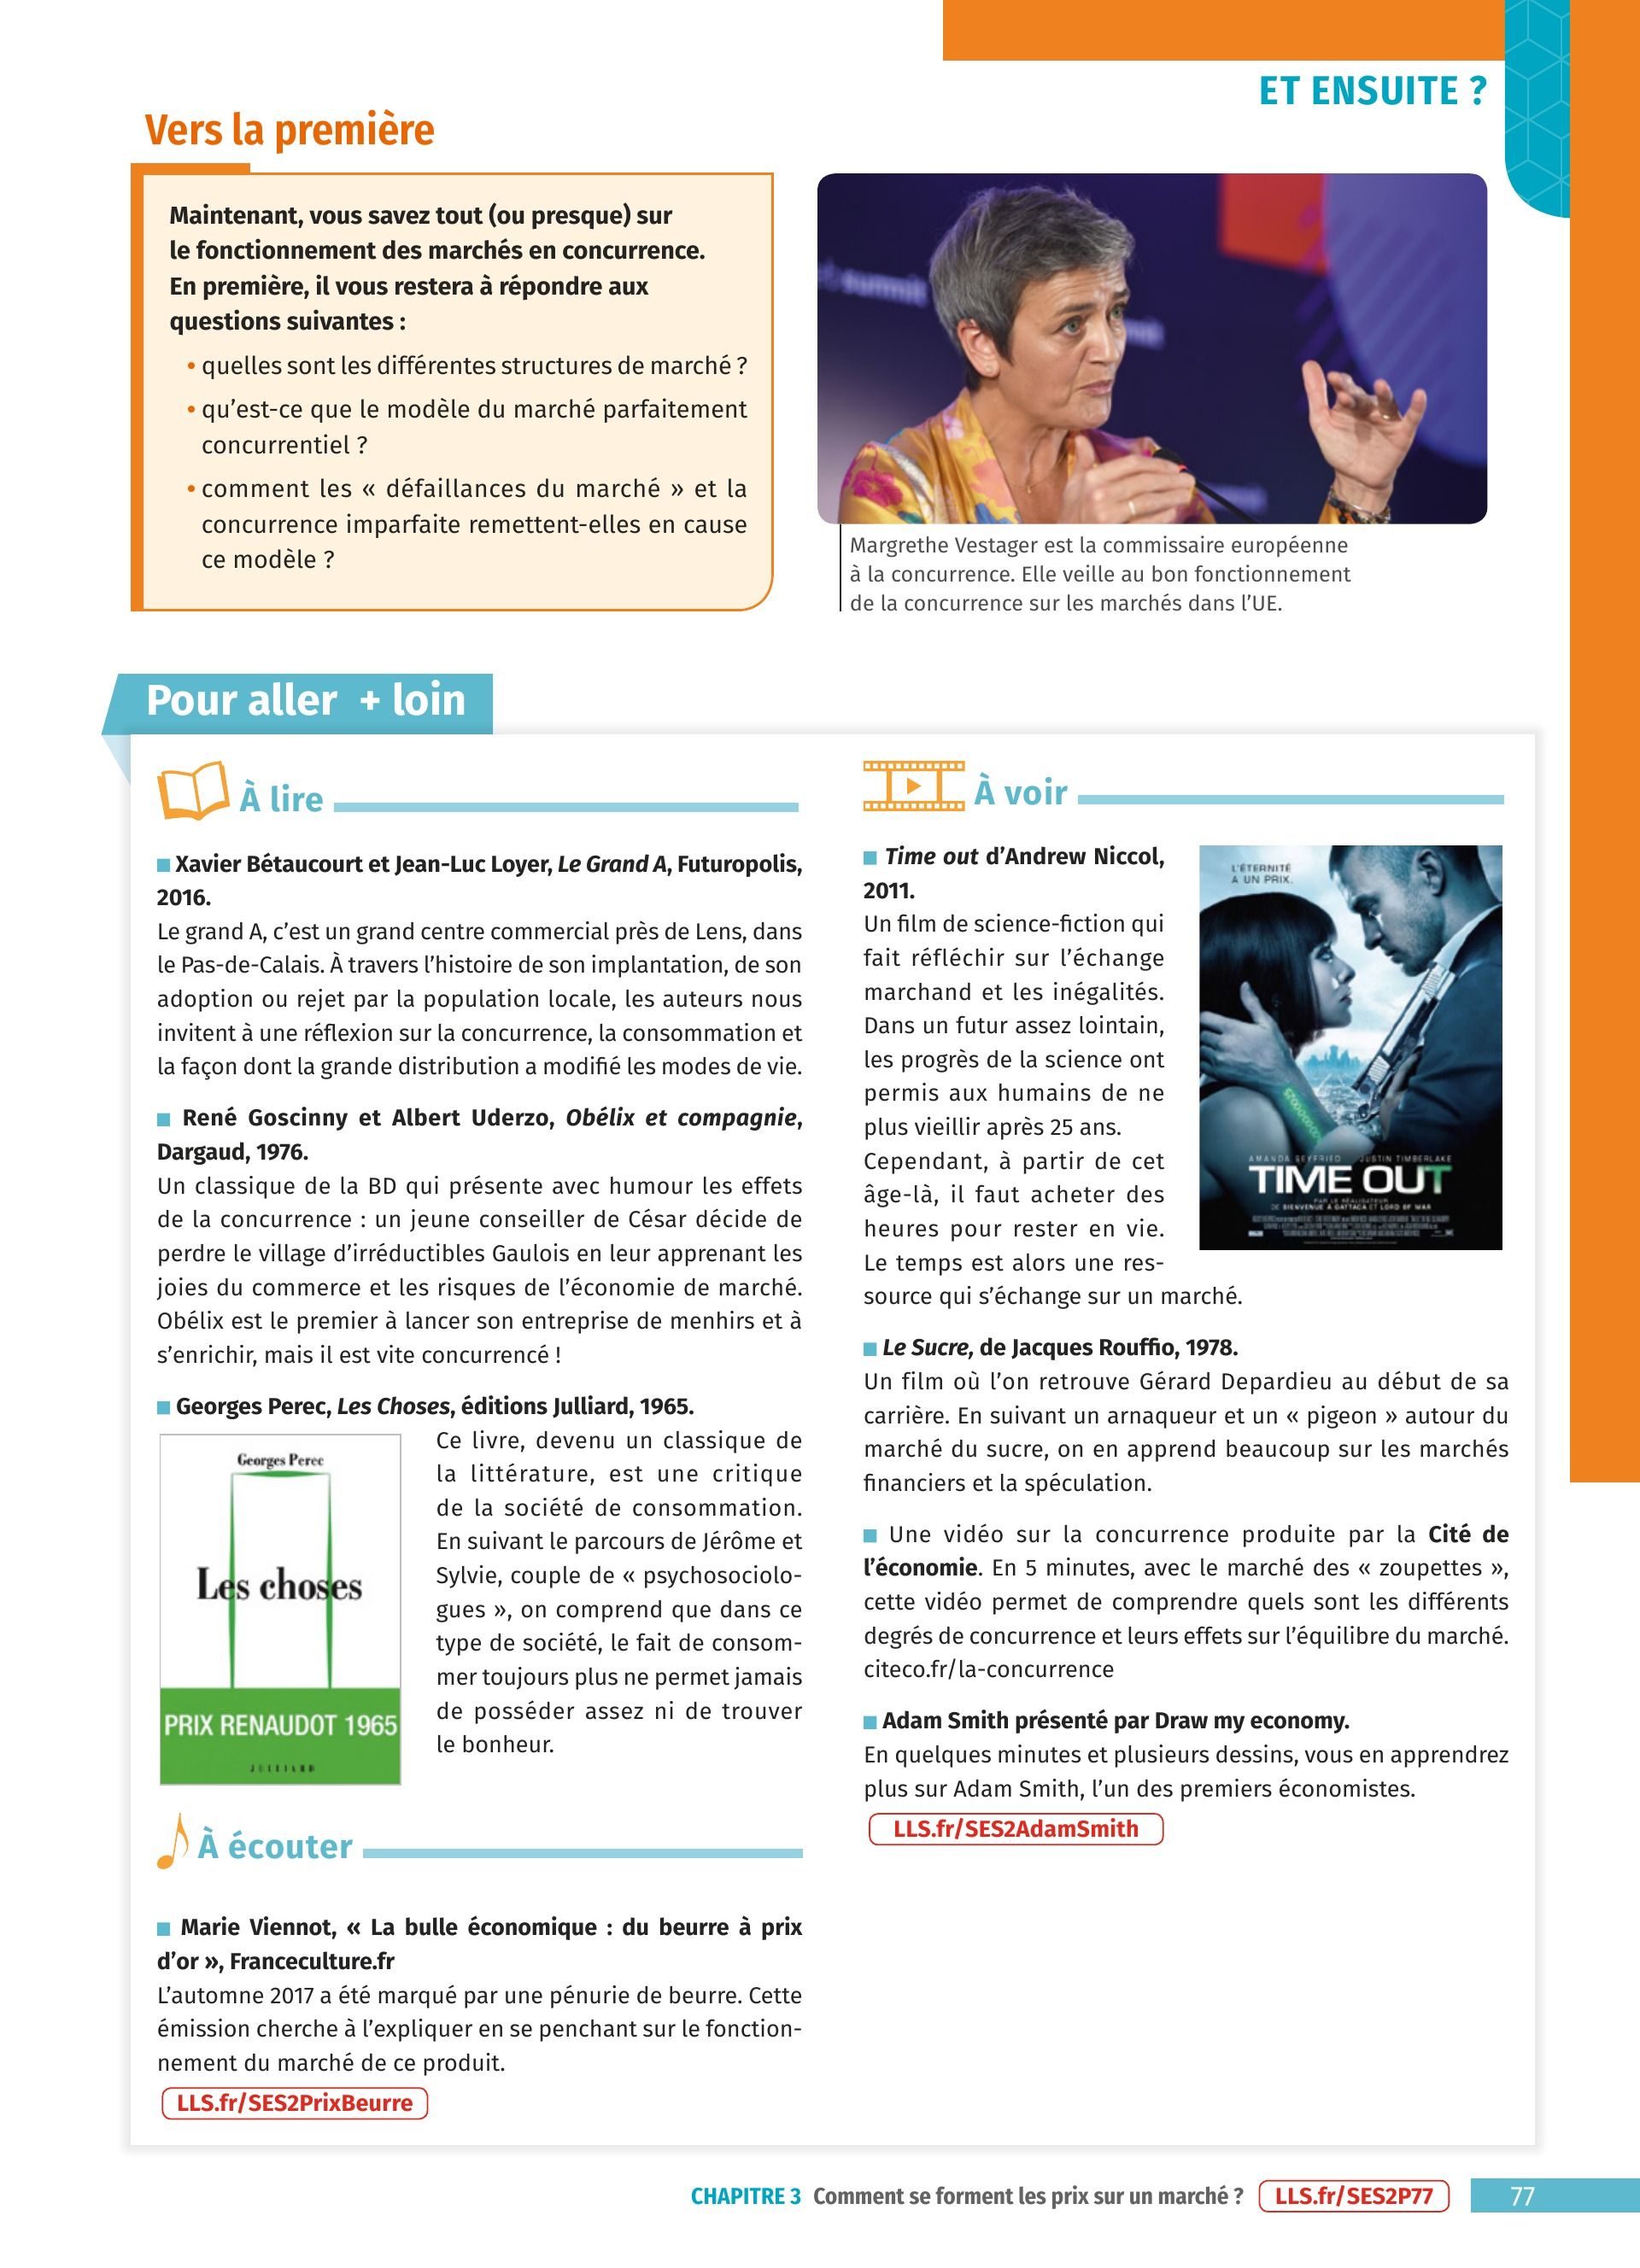 ET ENSUITE ?
Vers la première
Maintenant, vous savez tout (ou presque) sur
le fonctionnement des marchés en concurrence.
En première, il vous restera à répondre aux
questions suivantes :
• quelles sont les différentes structures de marché ?
• qu’est-ce que le modèle du marché parfaitement
concurrentiel ?
• comment les « défaillances du marché » et la
concurrence imparfaite remettent-elles en cause
ce modèle ?
summit
Margrethe Vestager est la commissaire européenne
à la concurrence. Elle veille au bon fonctionnement
de la concurrence sur les marchés dans l’UE.
Pour aller + loin
À lire
Xavier Bétaucourt et Jean-Luc Loyer, Le Grand A, Futuropolis,
2016.
Le grand A, c’est un grand centre commercial près de Lens, dans
le Pas-de-Calais. À travers l’histoire de son implantation, de son
adoption ou rejet par la population locale, les auteurs nous
invitent à une réflexion sur la concurrence, la consommation et
la façon dont la grande distribution a modifié les modes de vie.
René Goscinny et Albert Uderzo, Obélix et compagnie,
Dargaud, 1976.
Un classique de la BD qui présente avec humour les effets
de la concurrence : un jeune conseiller de César décide de
perdre le village d’irréductibles Gaulois en leur apprenant les
joies du commerce et les risques de l’économie de marché.
Obélix est le premier à lancer son entreprise de menhirs et à
s’enrichir, mais il est vite concurrencé !
Georges Perec, Les Choses, éditions Julliard, 1965.
Georges Perec
Les choses
PRIX RENAUDOT 1965
JULLIARD
Ce livre, devenu un classique de
la littérature, est une critique
de la société de consommation.
En suivant le parcours de Jérôme et
Sylvie, couple de « psychosociolo-
gues », on comprend que dans ce
type de société, le fait de consom-
mer toujours plus ne permet jamais
de posséder assez ni de trouver
le bonheur.
À écouter
Marie Viennot, « La bulle économique : du beurre à prix
d’or », Franceculture.fr
L’automne 2017 a été marqué par une pénurie de beurre. Cette
émission cherche à l’expliquer en se penchant sur le fonction-
nement du marché de ce produit.
LLS.fr/SES2PrixBeurre
À voir
Time out d’Andrew Niccol,
2011.
Un film de science-fiction qui
fait réfléchir sur l’échange
marchand et les inégalités.
Dans un futur assez lointain,
les progrès de la science ont
permis aux humains de ne
plus vieillir après 25 ans.
Cependant, à partir de cet
âge-là, il faut acheter des
heures pour rester en vie.
Le temps est alors une res-
source qui s’échange sur un marché.
L'ÉTERNITÉ
A UN PRIX.
AMANDA SEYFRIED JUSTIN TIMBERLAKE
TIME OUT
PAR LE RÉALISATEUR
DE BIENVENUE À GATTACA ET LORD OF WAR
Le Sucre, de Jacques Rouffio, 1978.
Un film où l’on retrouve Gérard Depardieu au début de sa
carrière. En suivant un arnaqueur et un « pigeon » autour du
marché du sucre, on en apprend beaucoup sur les marchés
financiers et la spéculation.
Une vidéo sur la concurrence produite par la Cité de
l’économie. En 5 minutes, avec le marché des « zoupettes »,
cette vidéo permet de comprendre quels sont les différents
degrés de concurrence et leurs effets sur l’équilibre du marché.
citeco.fr/la-concurrence
Adam Smith présenté par Draw my economy.
En quelques minutes et plusieurs dessins, vous en apprendrez
plus sur Adam Smith, l’un des premiers économistes.
LLS.fr/SES2AdamSmith
CHAPITRE 3 Comment se forment les prix sur un marché ? LLS.fr/SES2P77 77